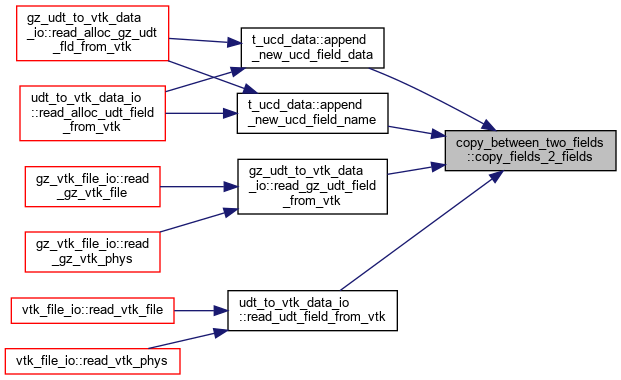 gz_udt_to_vtk_data
_io::read_alloc_gz_udt
_fld_from_vtk
t_ucd_data::append
_new_ucd_field_data
udt_to_vtk_data_io
::read_alloc_udt_field
_from_vtk
t_ucd_data::append
_new_ucd_field_name
copy_between_two_fields
::copy_fields_2_fields
gz_vtk_file_io::read
_gz_vtk_file
gz_udt_to_vtk_data
_io::read_gz_udt_field
_from_vtk
gz_vtk_file_io::read
_gz_vtk_phys
vtk_file_io::read_vtk_file
udt_to_vtk_data_io
::read_udt_field_from_vtk
vtk_file_io::read_vtk_phys